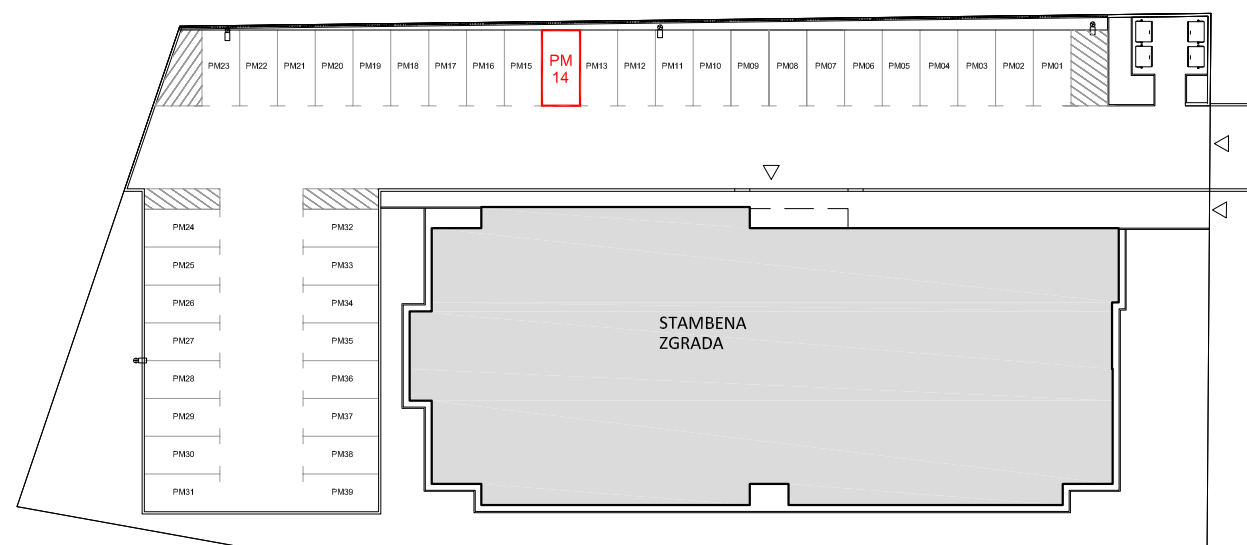 PM23 PM22 PM21 PM20 PM19 PM18 PM17 PM16 PM15 PM 14 PM13 PM12 PM11 PM10 PM09 PM08 PM07 PM06 PM05 PM04 PM03 PM02 PM01
PM24 PM32
PM25 PM33
PM26 PM34
PM27 PM35
PM28 PM36
PM29 PM37
PM30 PM38
PM31 PM39
STAMBENA
ZGRADA